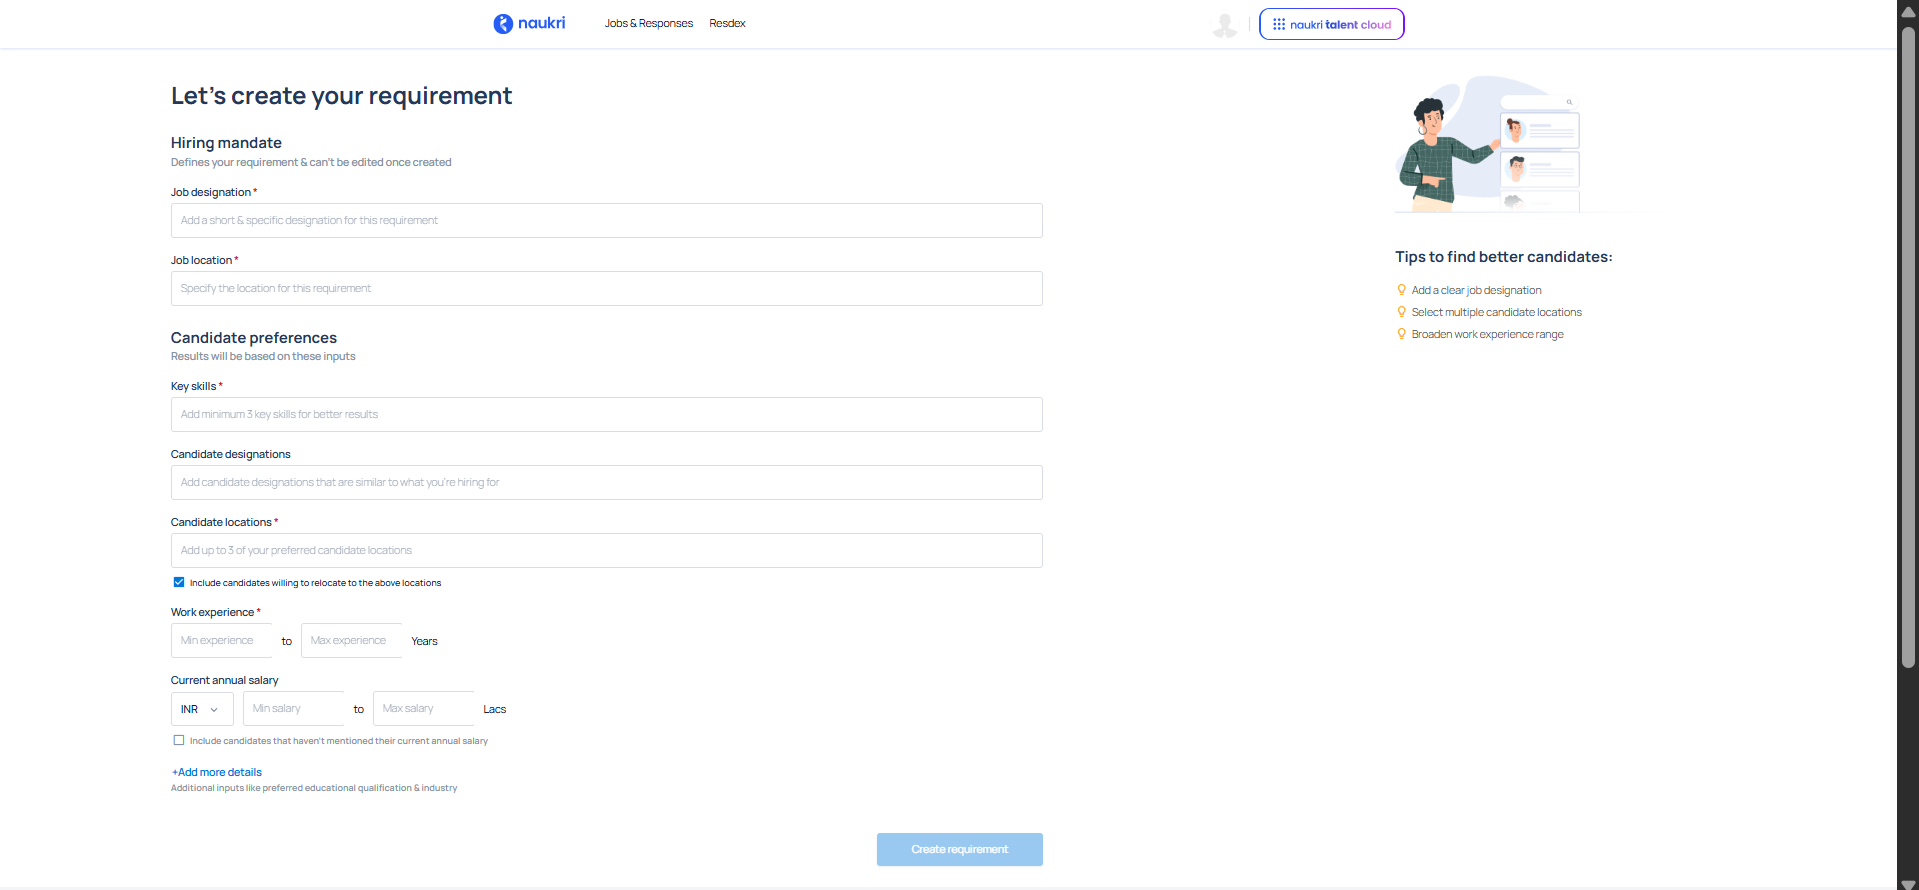 naukri
Jobs & Responses
Resdex
naukri talent cloud
Let's create your requirement
Hiring mandate
Defines your requirement & can't be edited once created
Job designation *
Add a short & specific designation for this requirement
Job location *
Specify the location for this requirement
Candidate preferences
Results will be based on these inputs
Key skills *
Add minimum 3 key skills for better results
Candidate designations
Add candidate designations that are similar to what you're hiring for
Candidate locations *
Add up to 3 of your preferred candidate locations
Include candidates willing to relocate to the above locations
Work experience *
Min experience to Max experience Years
Current annual salary
INR Min salary to Max salary Lacs
Include candidates that haven't mentioned their current annual salary
+Add more details
Additional inputs like preferred educational qualification & industry
Create requirement
Tips to find better candidates:
Add a clear job designation
Select multiple candidate locations
Broaden work experience range